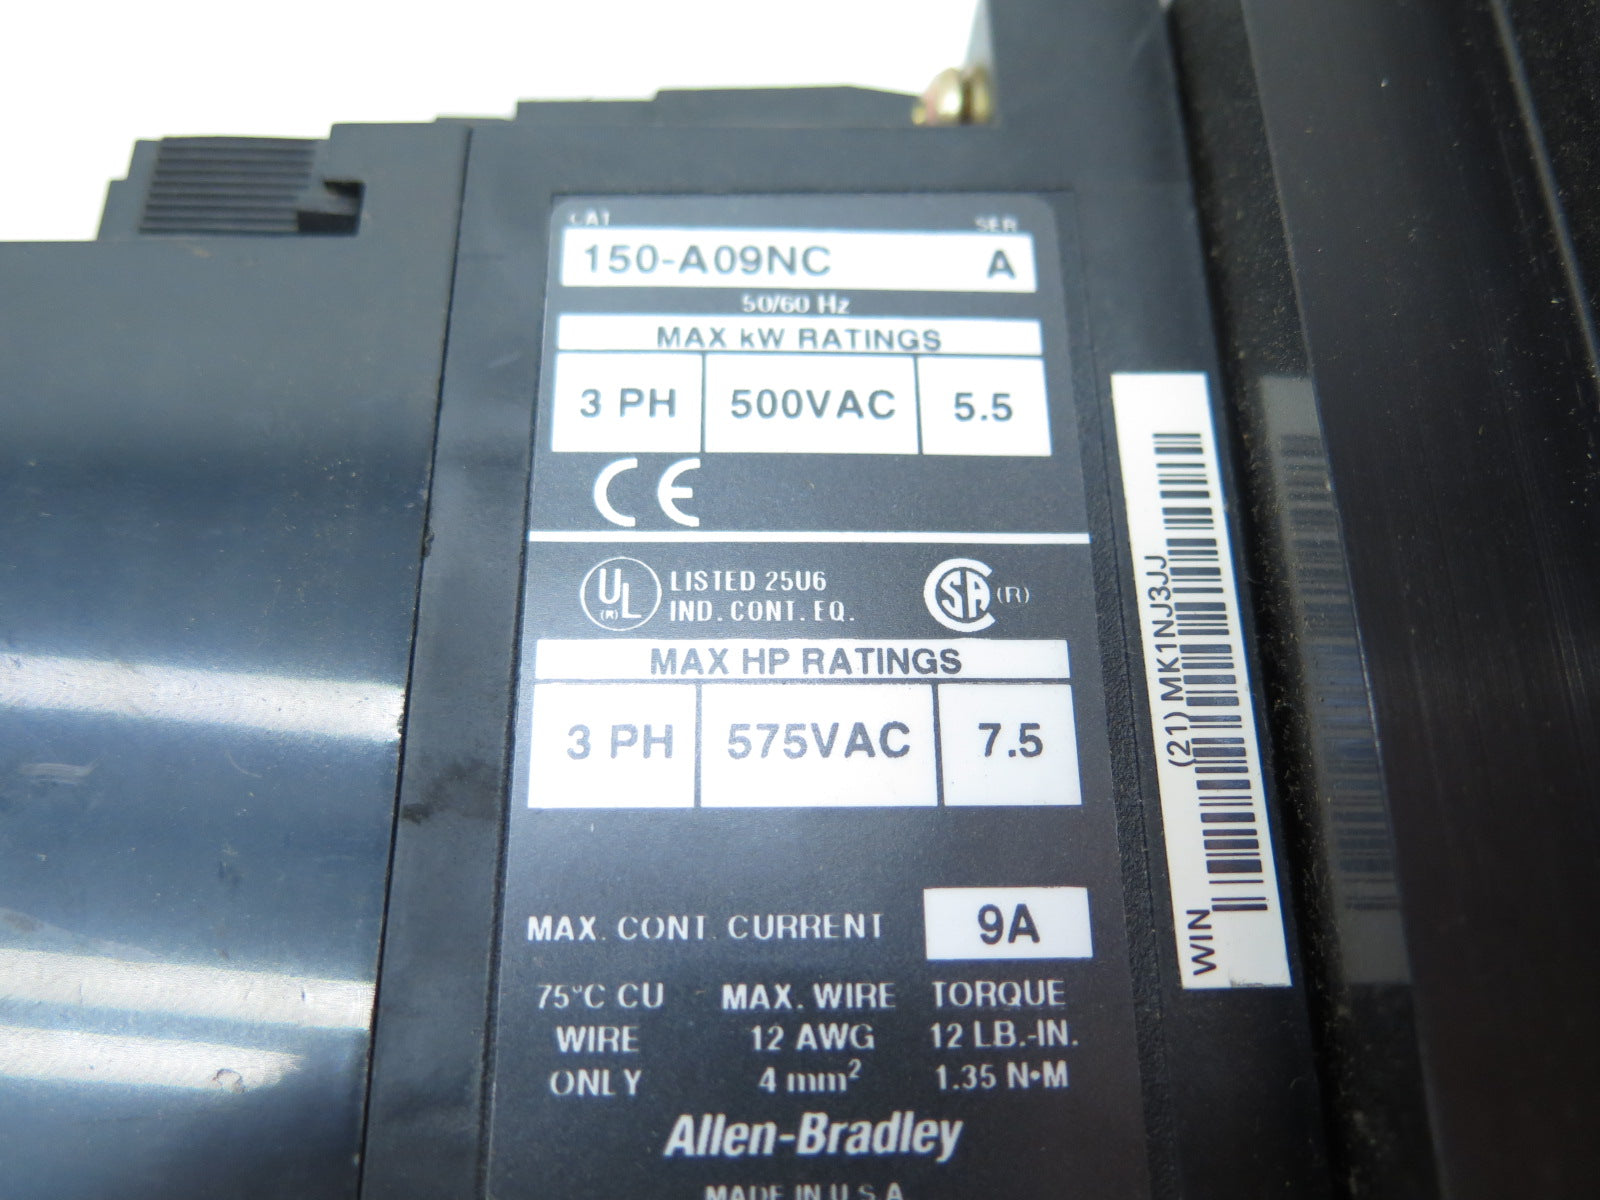 CAT SER
150-A09NC A
50/60 Hz
MAX kW RATINGS
3 PH 500VAC 5.5
CE
UL (R) LISTED 25U6
IND. CONT. EQ.
SA (R)
MAX HP RATINGS
3 PH 575VAC 7.5
MAX. CONT. CURRENT 9A
75°C CU MAX. WIRE TORQUE
WIRE 12 AWG 12 LB.-IN.
ONLY 4 mm² 1.35 N•M
Allen-Bradley
MADE IN U.S.A
WIN (21) MK1NJ3JJ